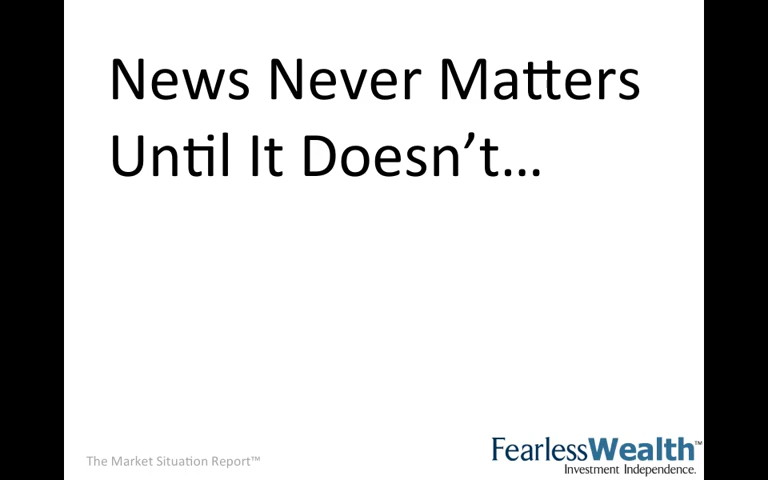 News Never Matters
Until It Doesn’t...
The Market Situation Report™
FearlessWealth™
Investment Independence.